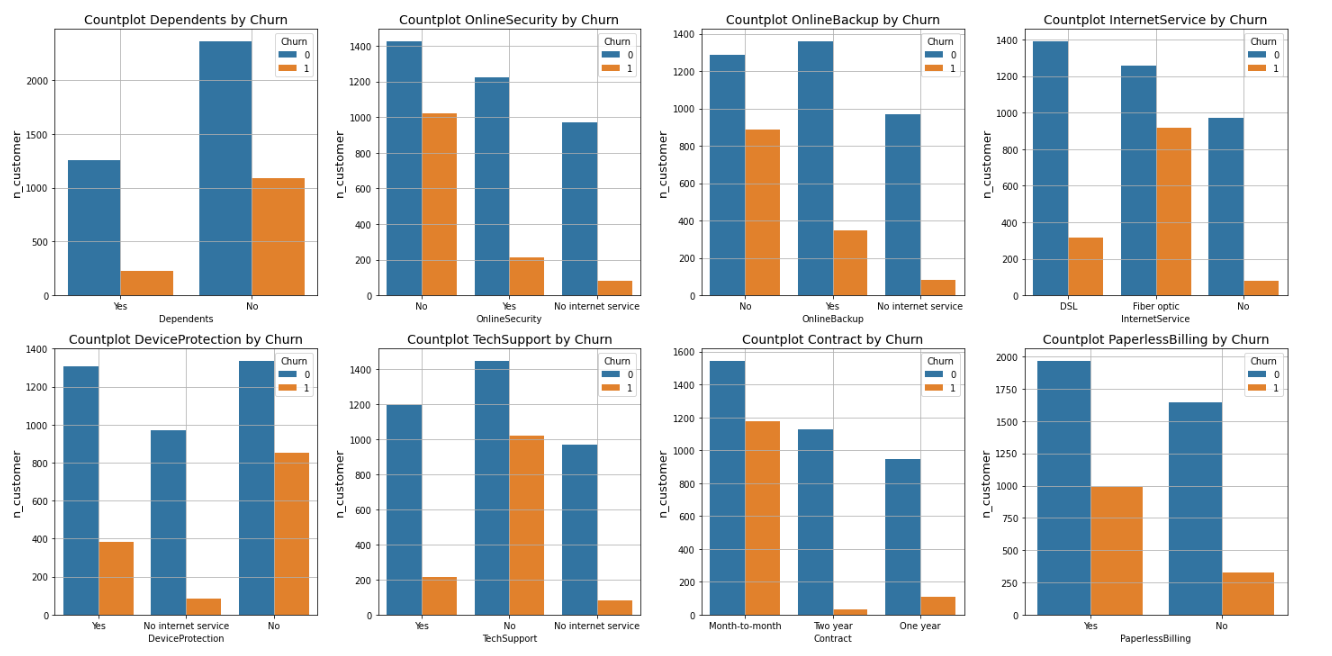 Countplot Dependents by Churn
n_customer
2000
1500
1000
500
0
Churn
0
1
Yes No
Dependents
Countplot OnlineSecurity by Churn
n_customer
1400
1200
1000
800
600
400
200
0
Churn
0
1
No Yes No internet service
OnlineSecurity
Countplot OnlineBackup by Churn
n_customer
1400
1200
1000
800
600
400
200
0
Churn
0
1
No Yes No internet service
OnlineBackup
Countplot InternetService by Churn
n_customer
1400
1200
1000
800
600
400
200
0
Churn
0
1
DSL Fiber optic No
InternetService
Countplot DeviceProtection by Churn
n_customer
1400
1200
1000
800
600
400
200
0
Churn
0
1
Yes No internet service No
DeviceProtection
Countplot TechSupport by Churn
n_customer
1400
1200
1000
800
600
400
200
0
Churn
0
1
Yes No No internet service
TechSupport
Countplot Contract by Churn
n_customer
1600
1400
1200
1000
800
600
400
200
0
Churn
0
1
Month-to-month Two year One year
Contract
Countplot PaperlessBilling by Churn
n_customer
2000
1750
1500
1250
1000
750
500
250
0
Churn
0
1
Yes No
PaperlessBilling